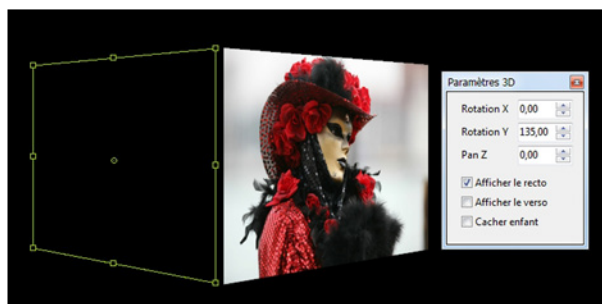 Paramètres 3D
Rotation X 0,00
Rotation Y 135,00
Pan Z 0,00
Afficher le recto
Afficher le verso
Cacher enfant